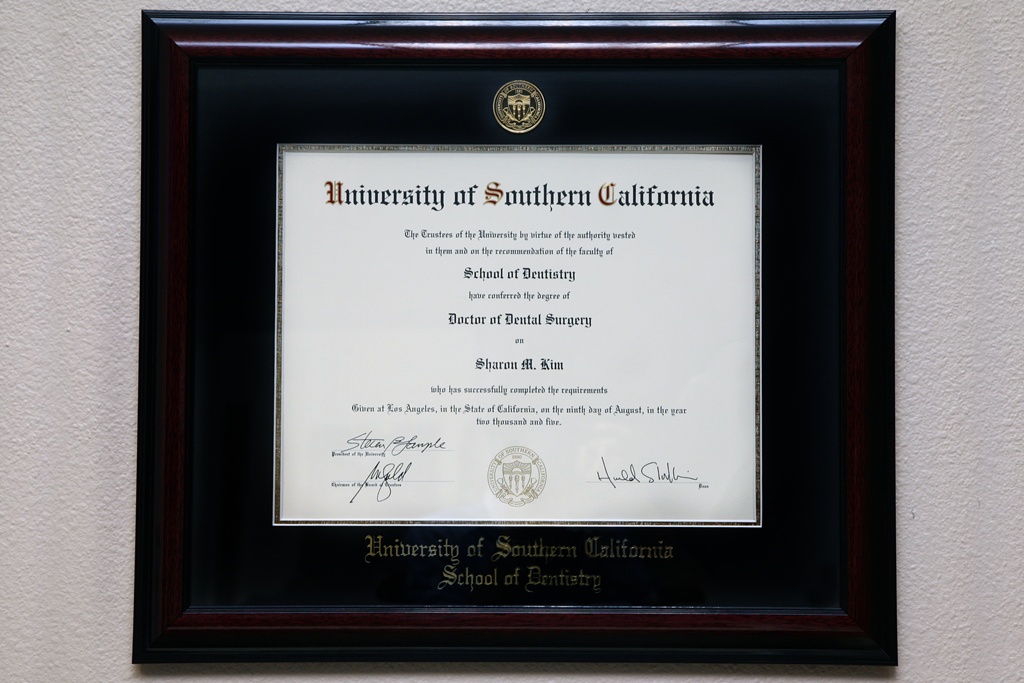 University of Southern California
The Trustees of the University by virtue of the authority vested
in them and on the recommendation of the faculty of
School of Dentistry
have conferred the degree of
Doctor of Dental Surgery
on
Sharon M. Kim
who has successfully completed the requirements
Given at Los Angeles, in the State of California, on the ninth day of August, in the year
two thousand and five.
President of the University
Chairman of the Board of Trustees
Dean
University of Southern California
School of Dentistry